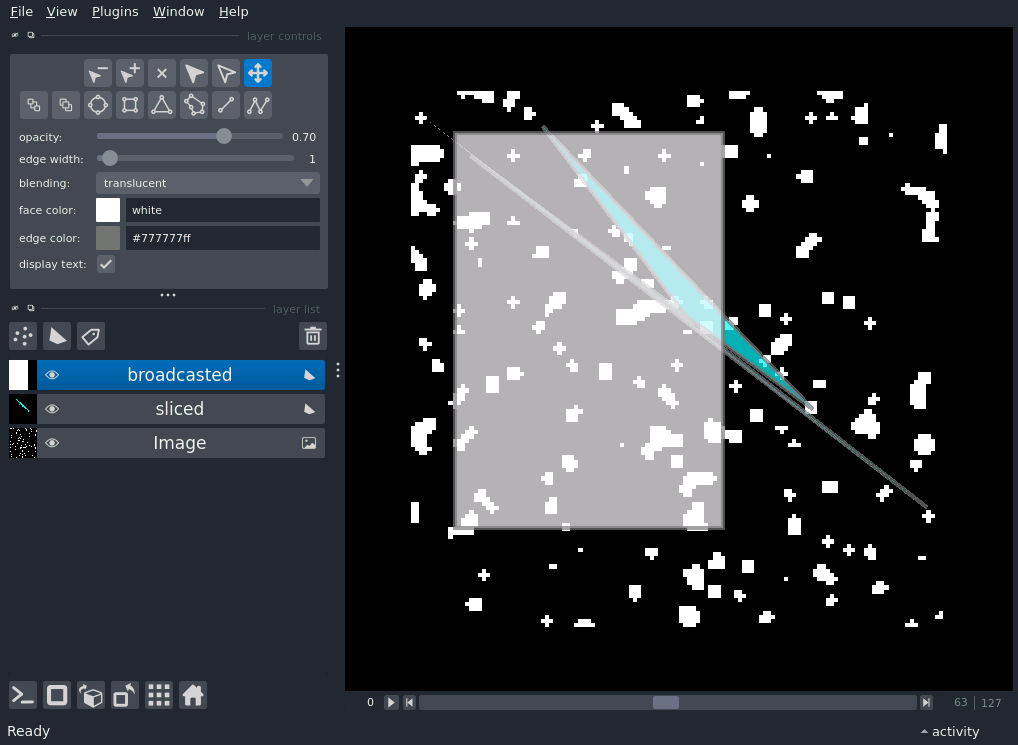 File View Plugins Window Help
layer controls
opacity: 0.70
edge width: 1
blending: translucent
face color: white
edge color: #777777ff
display text:
layer list
broadcasted
sliced
Image
0 63 127
Ready activity